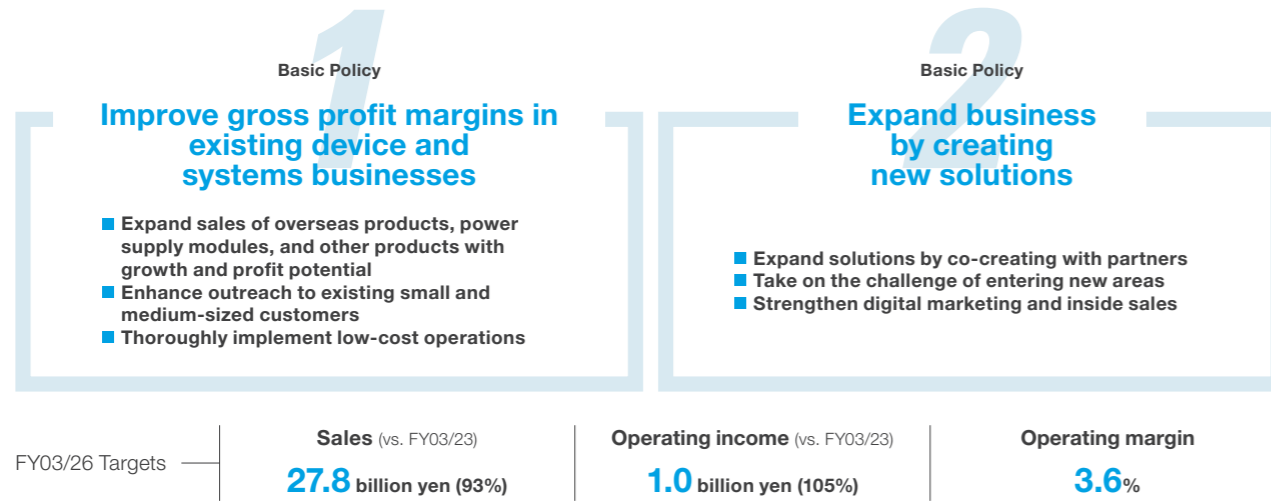 1
Basic Policy
Improve gross profit margins in
existing device and
systems businesses
Expand sales of overseas products, power
supply modules, and other products with
growth and profit potential
Enhance outreach to existing small and
medium-sized customers
Thoroughly implement low-cost operations
2
Basic Policy
Expand business
by creating
new solutions
Expand solutions by co-creating with partners
Take on the challenge of entering new areas
Strengthen digital marketing and inside sales
FY03/26 Targets
Sales (vs. FY03/23)
27.8 billion yen (93%)
Operating income (vs. FY03/23)
1.0 billion yen (105%)
Operating margin
3.6%